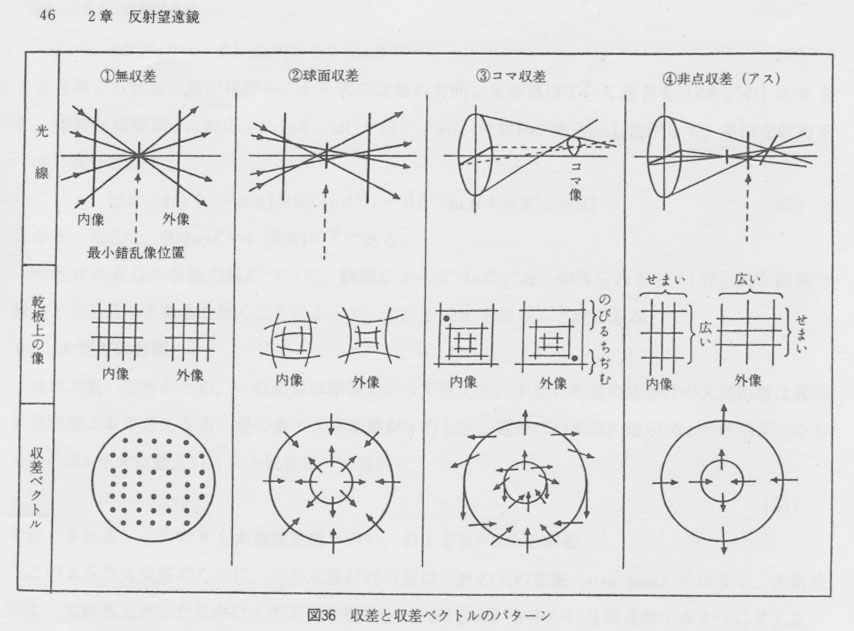 46　2章　反射望遠鏡
①無収差
②球面収差
③コマ収差
④非点収差（アス）
光線
内像
外像
最小錯乱像位置
コマ像
乾板上の像
内像
外像
内像
外像
内像
外像
のびる
ちぢむ
せまい
広い
広い
せまい
内像
外像
収差ベクトル
図36　収差と収差ベクトルのパターン